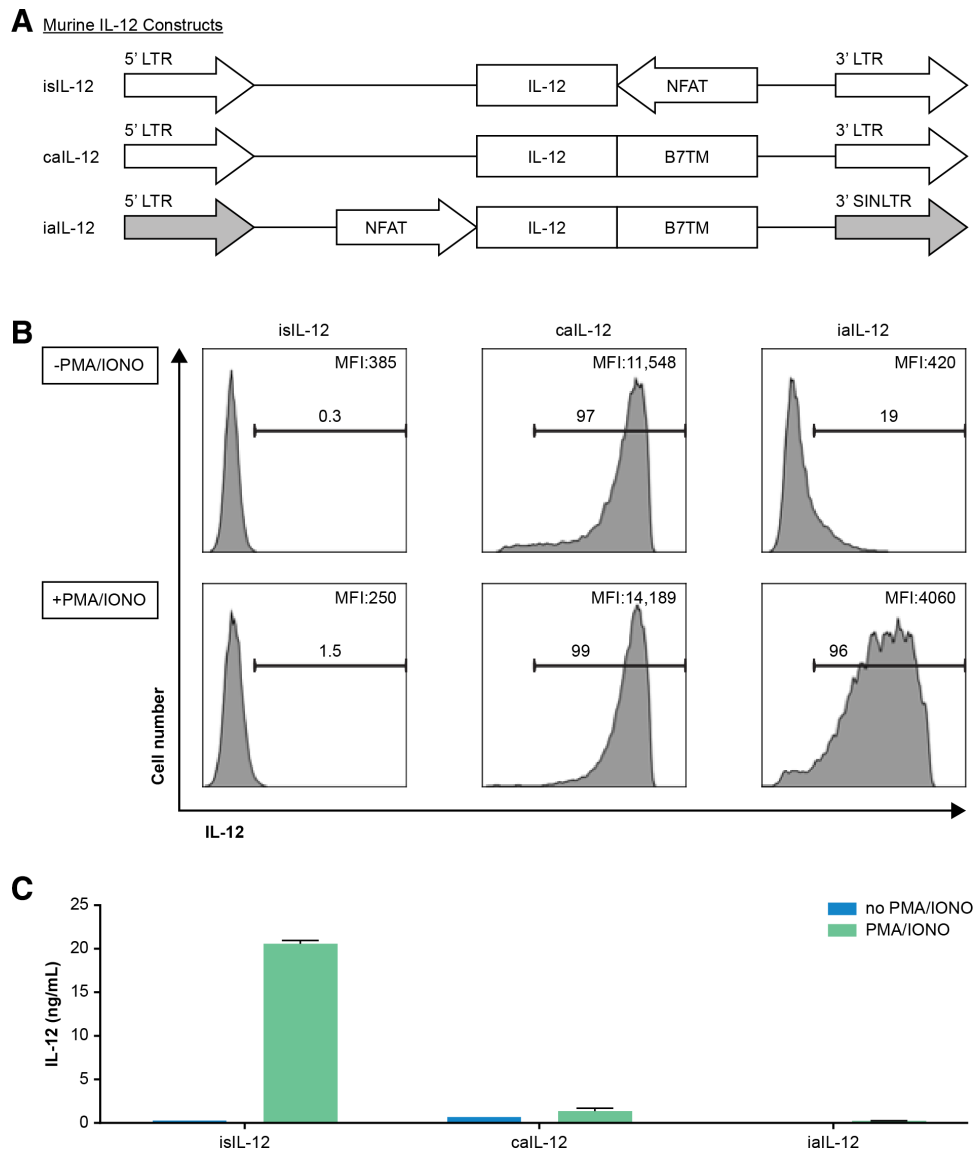 A Murine IL-12 Constructs
5’ LTR 3’ LTR
isIL-12 IL-12 NFAT
5’ LTR 3’ LTR
caIL-12 IL-12 B7TM
5’ LTR 3’ SINLTR
iaIL-12 NFAT IL-12 B7TM
B
isIL-12 caIL-12 iaIL-12
-PMA/IONO MFI:385 MFI:11,548 MFI:420
0.3 97 19
+PMA/IONO MFI:250 MFI:14,189 MFI:4060
1.5 99 96
Cell number
IL-12
C
25
20
15
10
5
0
IL-12 (ng/mL)
no PMA/IONO
PMA/IONO
isIL-12 caIL-12 iaIL-12